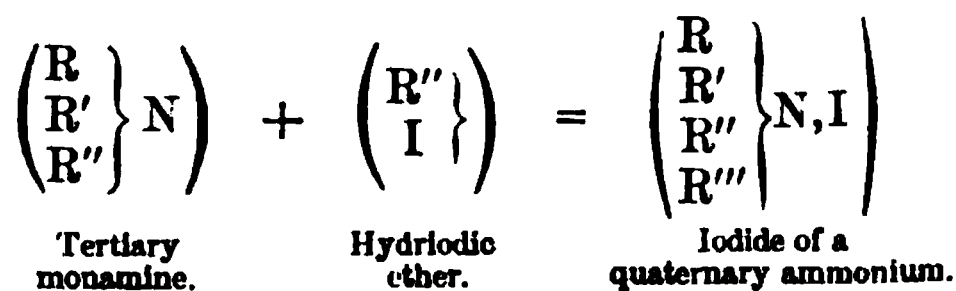 R
R′ } N + R″ } = R′ } N, I
R″ I R″
R‴
Tertiary monamine.
Hydriodic ether.
Iodide of a quaternary ammonium.